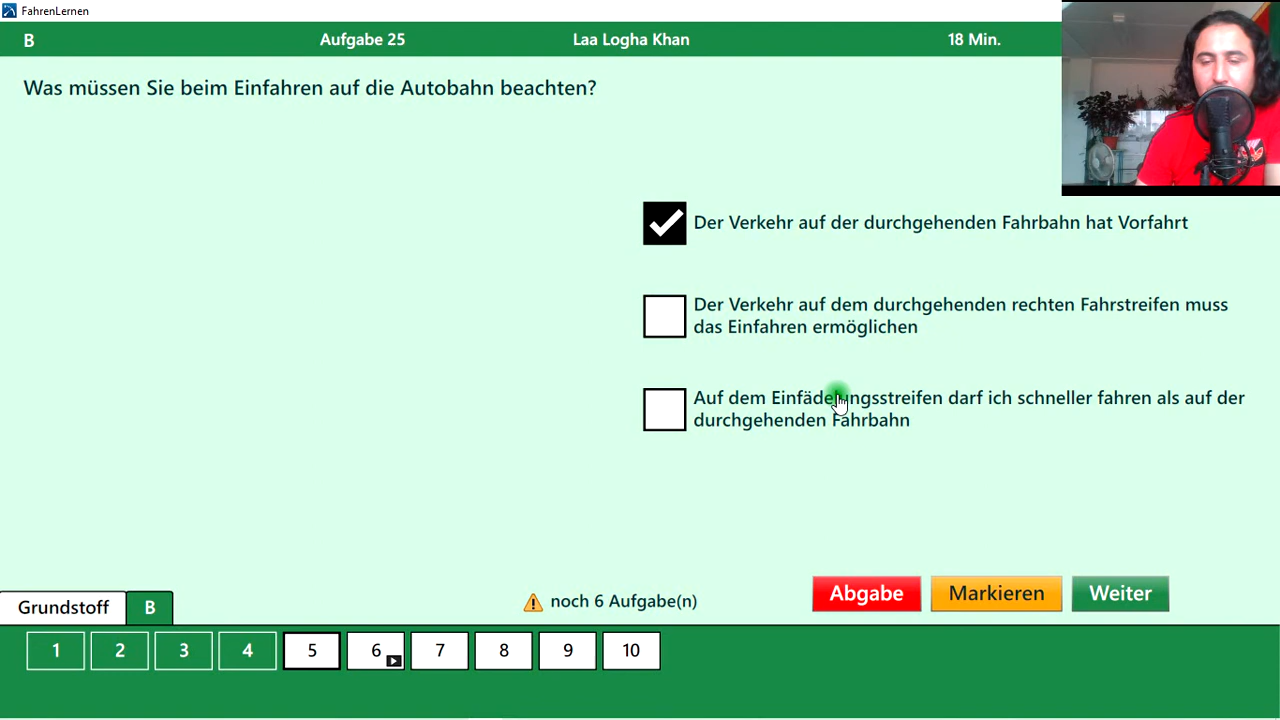 FahrenLernen
B
Aufgabe 25
Laa Logha Khan
18 Min.
Was müssen Sie beim Einfahren auf die Autobahn beachten?
Der Verkehr auf der durchgehenden Fahrbahn hat Vorfahrt
Der Verkehr auf dem durchgehenden rechten Fahrstreifen muss
das Einfahren ermöglichen
Auf dem Einfädelungsstreifen darf ich schneller fahren als auf der
durchgehenden Fahrbahn
Grundstoff
B
noch 6 Aufgabe(n)
Abgabe
Markieren
Weiter
1
2
3
4
5
6
7
8
9
10